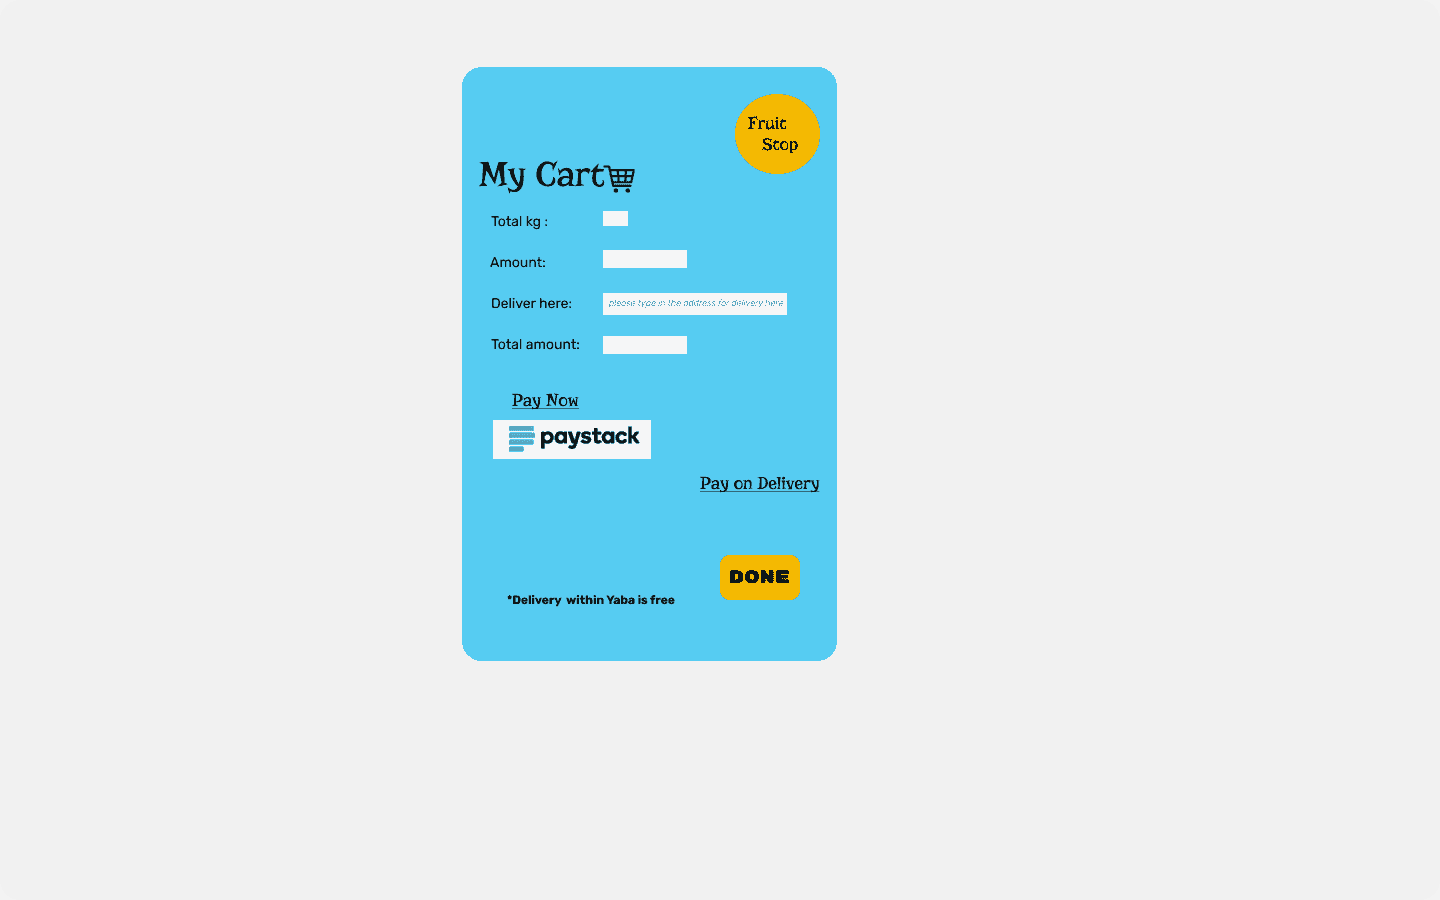 Fruit
Stop
My Cart
Total kg :
Amount:
Deliver here:
please type in the address for delivery here
Total amount:
Pay Now
paystack
Pay on Delivery
DONE
*Delivery within Yaba is free